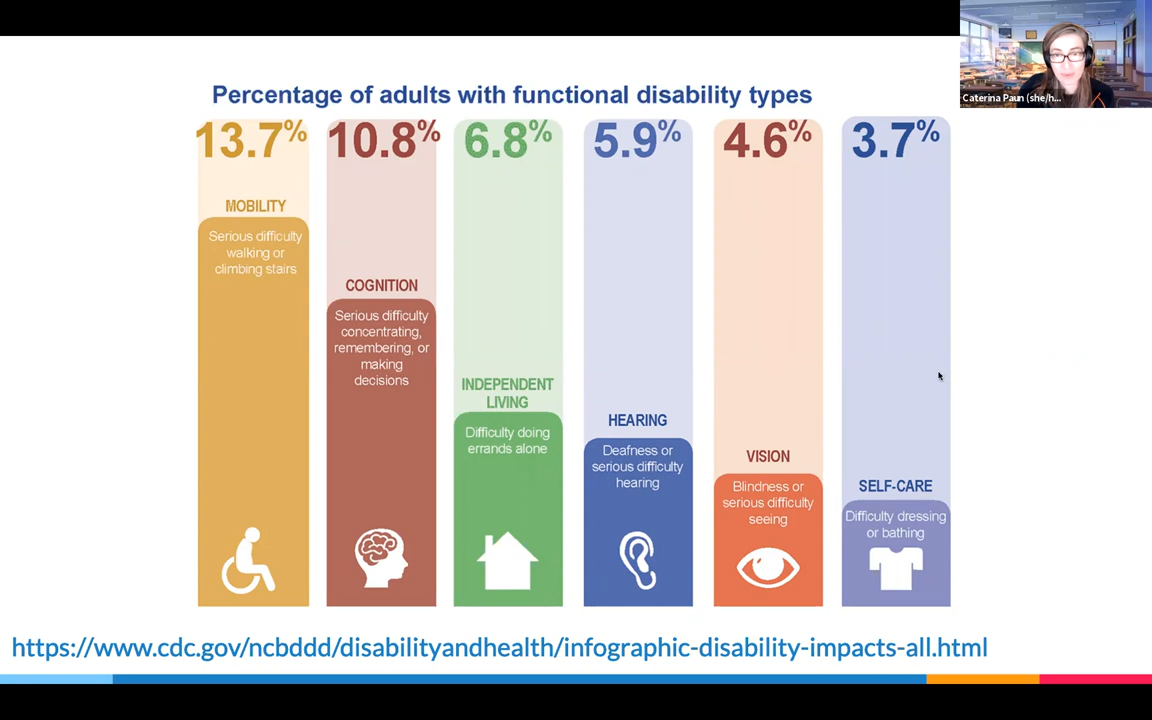 Caterina Paun (she/h...
Percentage of adults with functional disability types
13.7%
10.8%
6.8%
5.9%
4.6%
3.7%
MOBILITY
Serious difficulty
walking or
climbing stairs
COGNITION
Serious difficulty
concentrating,
remembering, or
making
decisions
INDEPENDENT
LIVING
Difficulty doing
errands alone
HEARING
Deafness or
serious difficulty
hearing
VISION
Blindness or
serious difficulty
seeing
SELF-CARE
Difficulty dressing
or bathing
https://www.cdc.gov/ncbddd/disabilityandhealth/infographic-disability-impacts-all.html